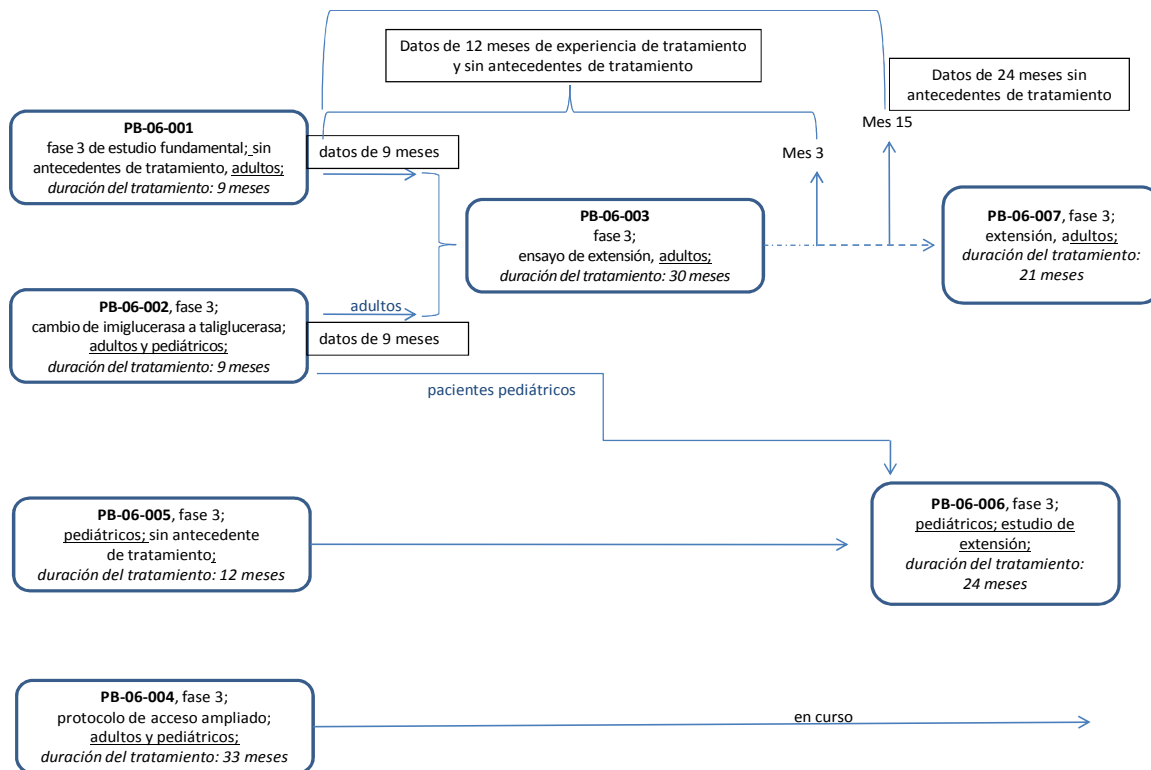 Datos de 12 meses de experiencia de tratamiento
y sin antecedentes de tratamiento
Datos de 24 meses sin
antecedentes de tratamiento
Mes 15
Mes 3
PB-06-001
fase 3 de estudio fundamental; sin
antecedentes de tratamiento, adultos;
duración del tratamiento: 9 meses
datos de 9 meses
PB-06-003
fase 3;
ensayo de extensión, adultos;
duración del tratamiento: 30 meses
PB-06-007, fase 3;
extensión, adultos;
duración del tratamiento:
21 meses
PB-06-002, fase 3;
cambio de imiglucerasa a taliglucerasa;
adultos y pediátricos;
duración del tratamiento: 9 meses
adultos
datos de 9 meses
pacientes pediátricos
PB-06-005, fase 3;
pediátricos; sin antecedente
de tratamiento;
duración del tratamiento: 12 meses
PB-06-006, fase 3;
pediátricos; estudio de
extensión;
duración del tratamiento:
24 meses
PB-06-004, fase 3;
protocolo de acceso ampliado;
adultos y pediátricos;
duración del tratamiento: 33 meses
en curso